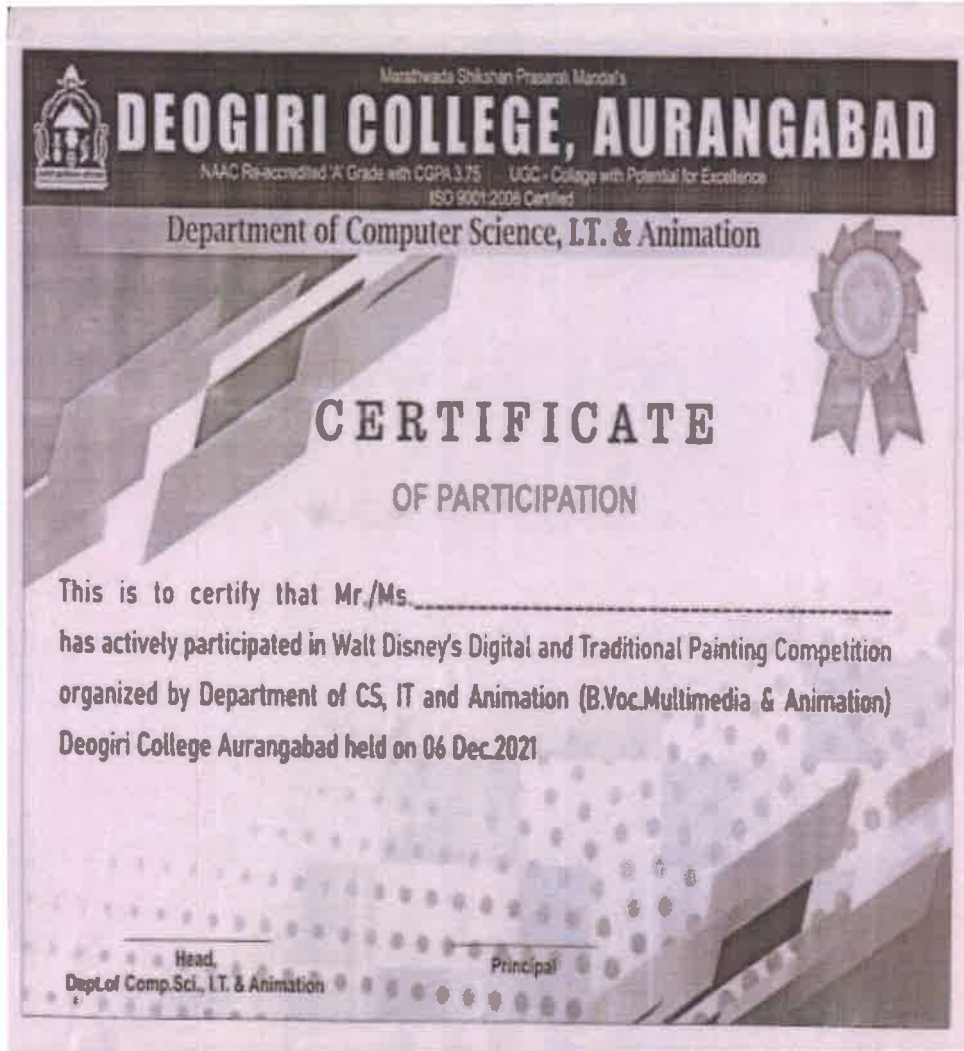 Marathwada Shikshan Prasarak Mandal's
DEOGIRI COLLEGE, AURANGABAD
NAAC Re-accredited 'A' Grade with CGPA 3.75 UGC - College with Potential for Excellence
ISO 9001:2008 Certified
Department of Computer Science, I.T. & Animation
CERTIFICATE
OF PARTICIPATION
This is to certify that Mr./Ms.
has actively participated in Walt Disney's Digital and Traditional Painting Competition
organized by Department of CS, IT and Animation (B.Voc.Multimedia & Animation)
Deogiri College Aurangabad held on 06 Dec.2021
Head,
Dept.of Comp.Sci., I.T. & Animation
Principal